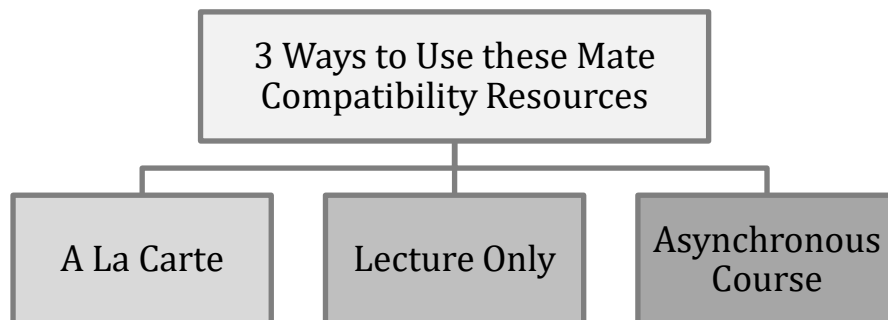 3 Ways to Use these Mate
Compatibility Resources
A La Carte
Lecture Only
Asynchronous
Course